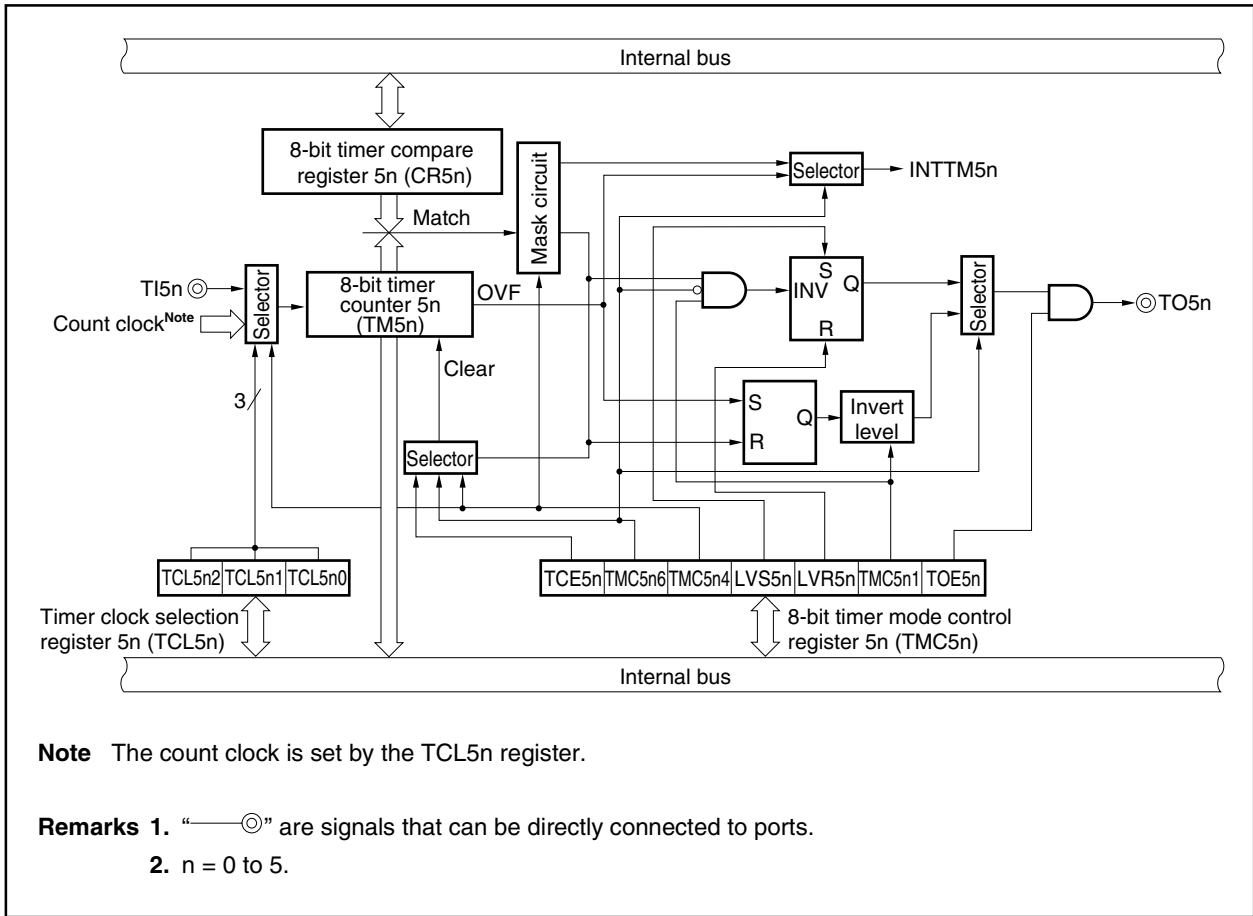 Internal bus
8-bit timer compare
register 5n (CR5n)
Match
Mask circuit
Selector
INTTM5n
TI5n
Count clockNote
Selector
8-bit timer
counter 5n
(TM5n)
OVF
Clear
3
Selector
S
INV
Q
R
Selector
TO5n
S
Q
R
Invert
level
TCL5n2 TCL5n1 TCL5n0
TCE5n TMC5n6 TMC5n4 LVS5n LVR5n TMC5n1 TOE5n
Timer clock selection
register 5n (TCL5n)
8-bit timer mode control
register 5n (TMC5n)
Internal bus
Note The count clock is set by the TCL5n register.
Remarks 1. “——◎” are signals that can be directly connected to ports.
2. n = 0 to 5.